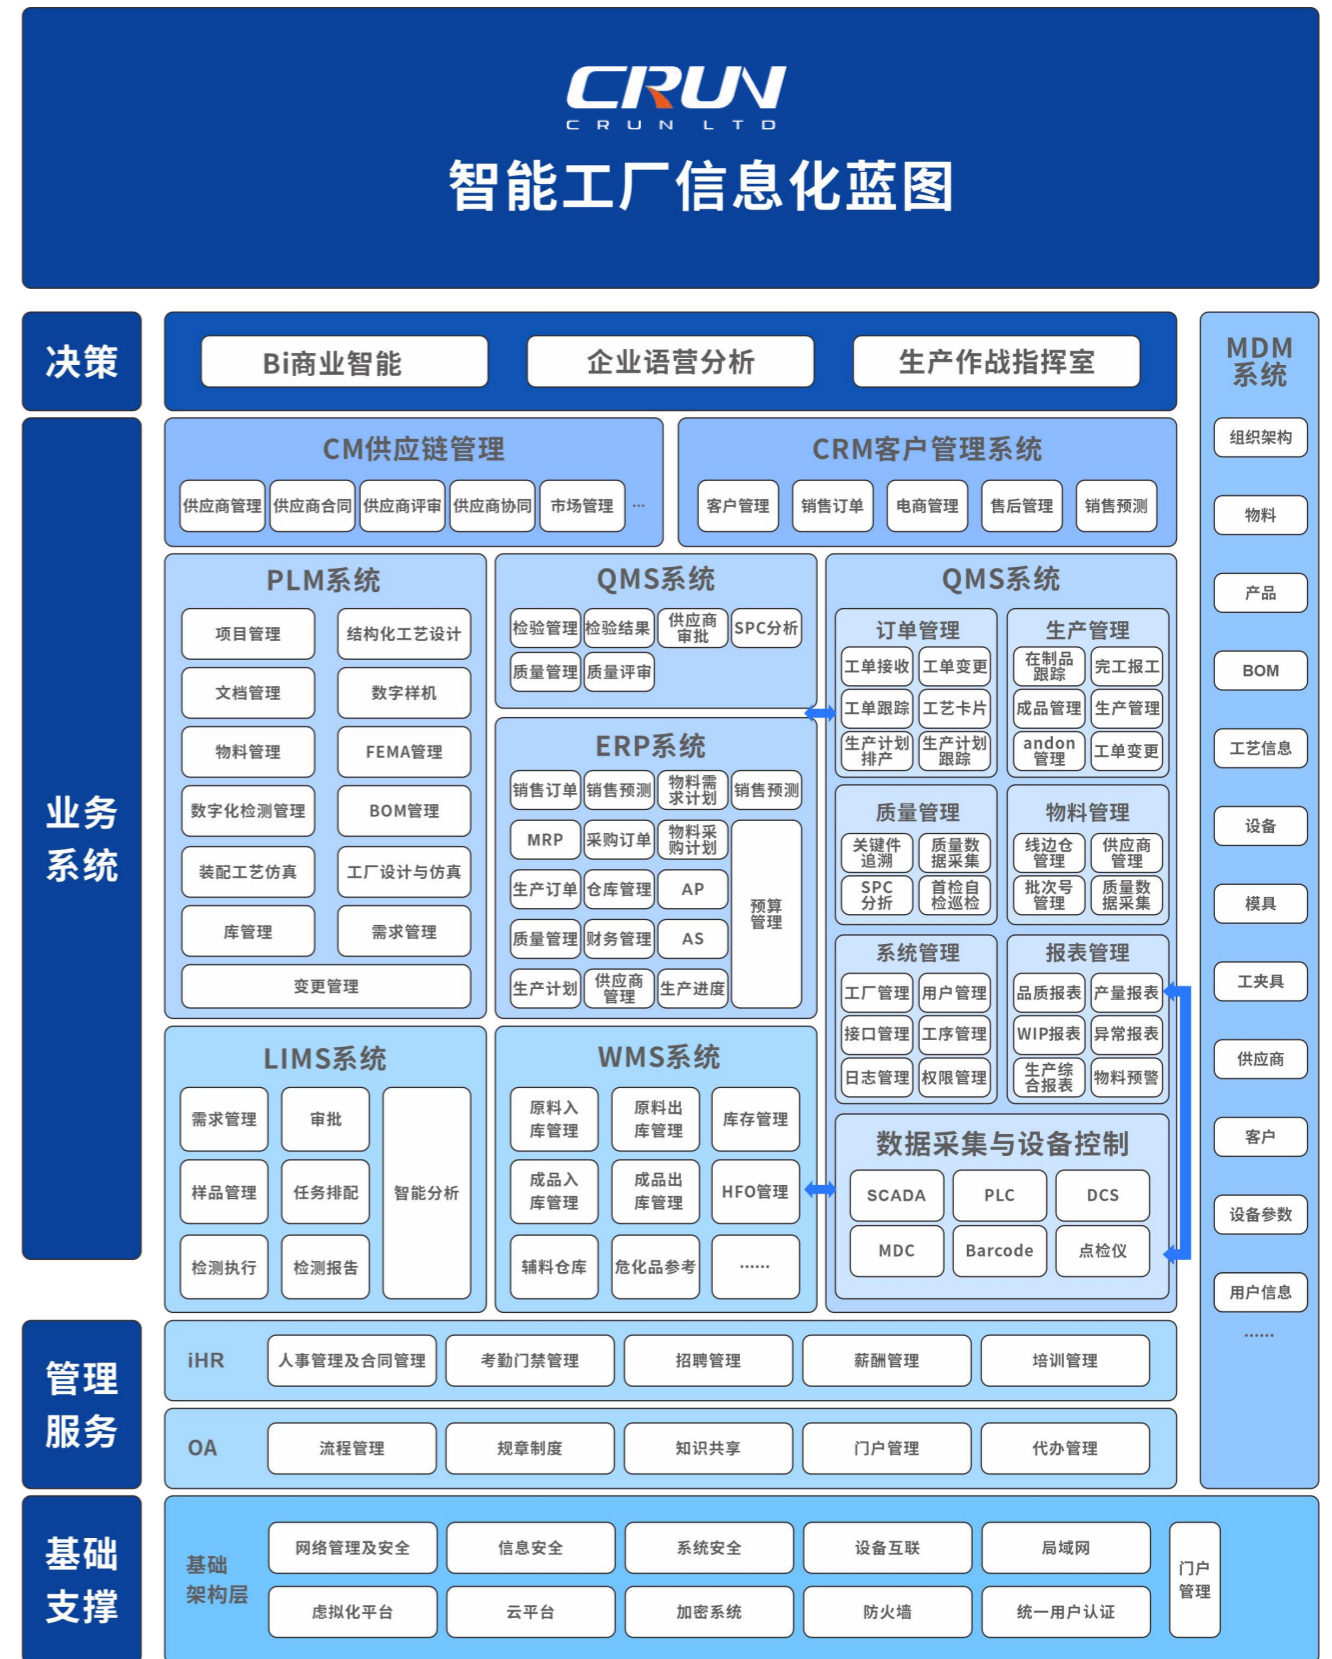 CRUN
CRUN LTD
智能工厂信息化蓝图
决策
Bi商业智能
企业语营分析
生产作战指挥室
MDM
系统
组织架构
物料
产品
BOM
工艺信息
设备
模具
工夹具
供应商
客户
设备参数
用户信息
······
业务
系统
CM供应链管理
供应商管理
供应商合同
供应商评审
供应商协同
市场管理
...
CRM客户管理系统
客户管理
销售订单
电商管理
售后管理
销售预测
PLM系统
项目管理
结构化工艺设计
文档管理
数字样机
物料管理
FEMA管理
数字化检测管理
BOM管理
装配工艺仿真
工厂设计与仿真
库管理
需求管理
变更管理
QMS系统
检验管理
检验结果
供应商
审批
SPC分析
质量管理
质量评审
ERP系统
销售订单
销售预测
物料需
求计划
销售预测
MRP
采购订单
物料采
购计划
生产订单
仓库管理
AP
预算
管理
质量管理
财务管理
AS
生产计划
供应商
管理
生产进度
QMS系统
订单管理
工单接收
工单变更
工单跟踪
工艺卡片
生产计划
排产
生产计划
跟踪
生产管理
在制品
跟踪
完工报工
成品管理
生产管理
andon
管理
工单变更
质量管理
关键件
追溯
质量数
据采集
SPC
分折
首检自
检巡检
物料管理
线边仓
管理
供应商
管理
批次号
管理
质量数
据采集
系统管理
工厂管理
用户管理
接口管理
工序管理
日志管理
权限管理
报表管理
品质报表
产量报表
WIP报表
异常报表
生产综
合报表
物料预警
LIMS系统
需求管理
审批
样品管理
任务排配
智能分析
检测执行
检测报告
WMS系统
原料入
库管理
原料出
库管理
库存管理
成品入
库管理
成品出
库管理
HFO管理
辅料仓库
危化品参考
······
数据采集与设备控制
SCADA
PLC
DCS
MDC
Barcode
点检仪
管理
服务
iHR
人事管理及合同管理
考勤门禁管理
招聘管理
薪酬管理
培训管理
OA
流程管理
规章制度
知识共享
门户管理
代办管理
基础
支撑
基础
架构层
网络管理及安全
信息安全
系统安全
设备互联
局域网
虑拟化平台
云平台
加密系统
防火墙
统一用户认证
门户
管理